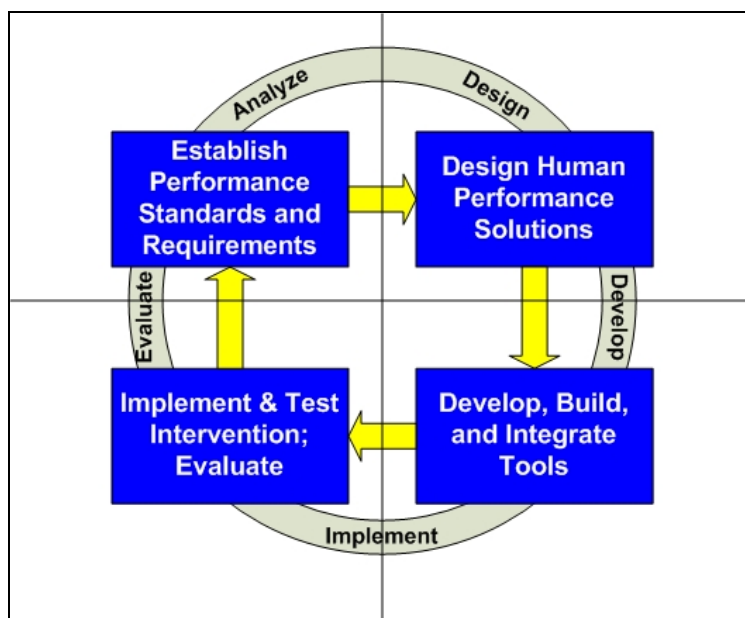 Analyze
Design
Establish
Performance
Standards and
Requirements
Design Human
Performance
Solutions
Evaluate
Develop
Implement & Test
Intervention;
Evaluate
Develop, Build,
and Integrate
Tools
Implement